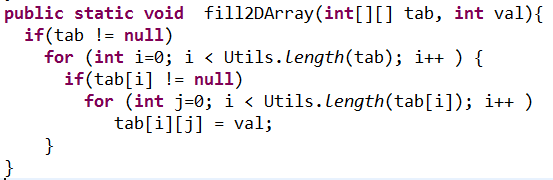 public static void  fill2DArray(int[][] tab, int val){
  if(tab != null)
    for (int i=0; i < Utils.length(tab); i++ ) {
      if(tab[i] != null)
        for (int j=0; i < Utils.length(tab[i]); i++ )
           tab[i][j] = val;
    }
}